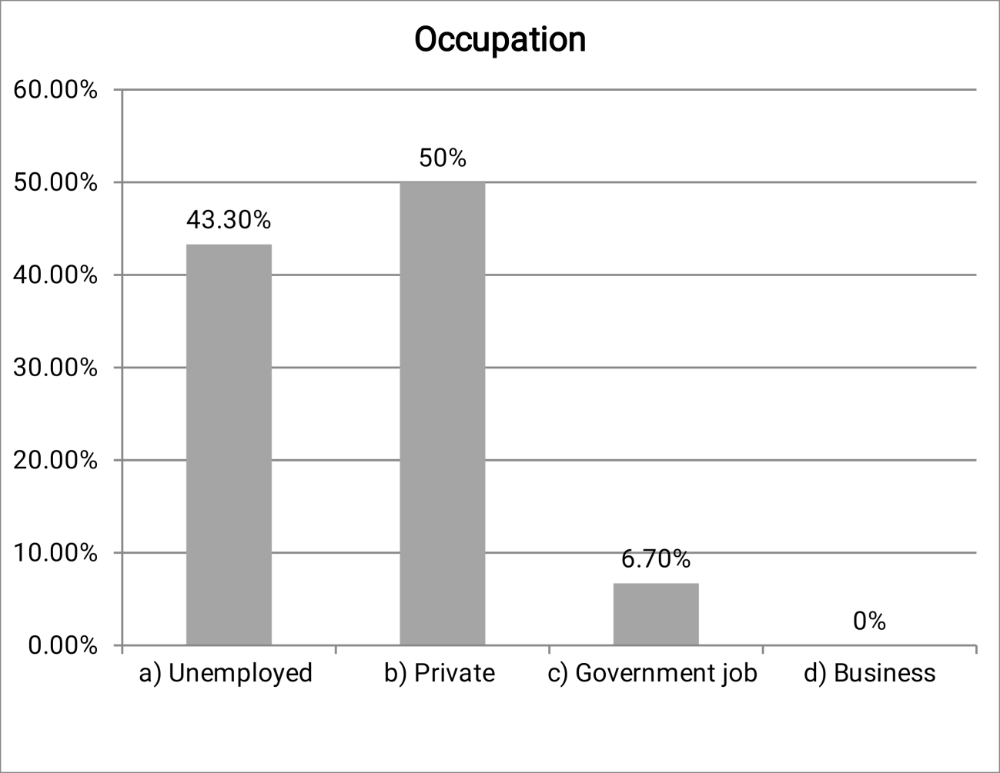 Occupation
60.00%
50.00%
40.00%
30.00%
20.00%
10.00%
0.00%
43.30%
50%
6.70%
0%
a) Unemployed
b) Private
c) Government job
d) Business